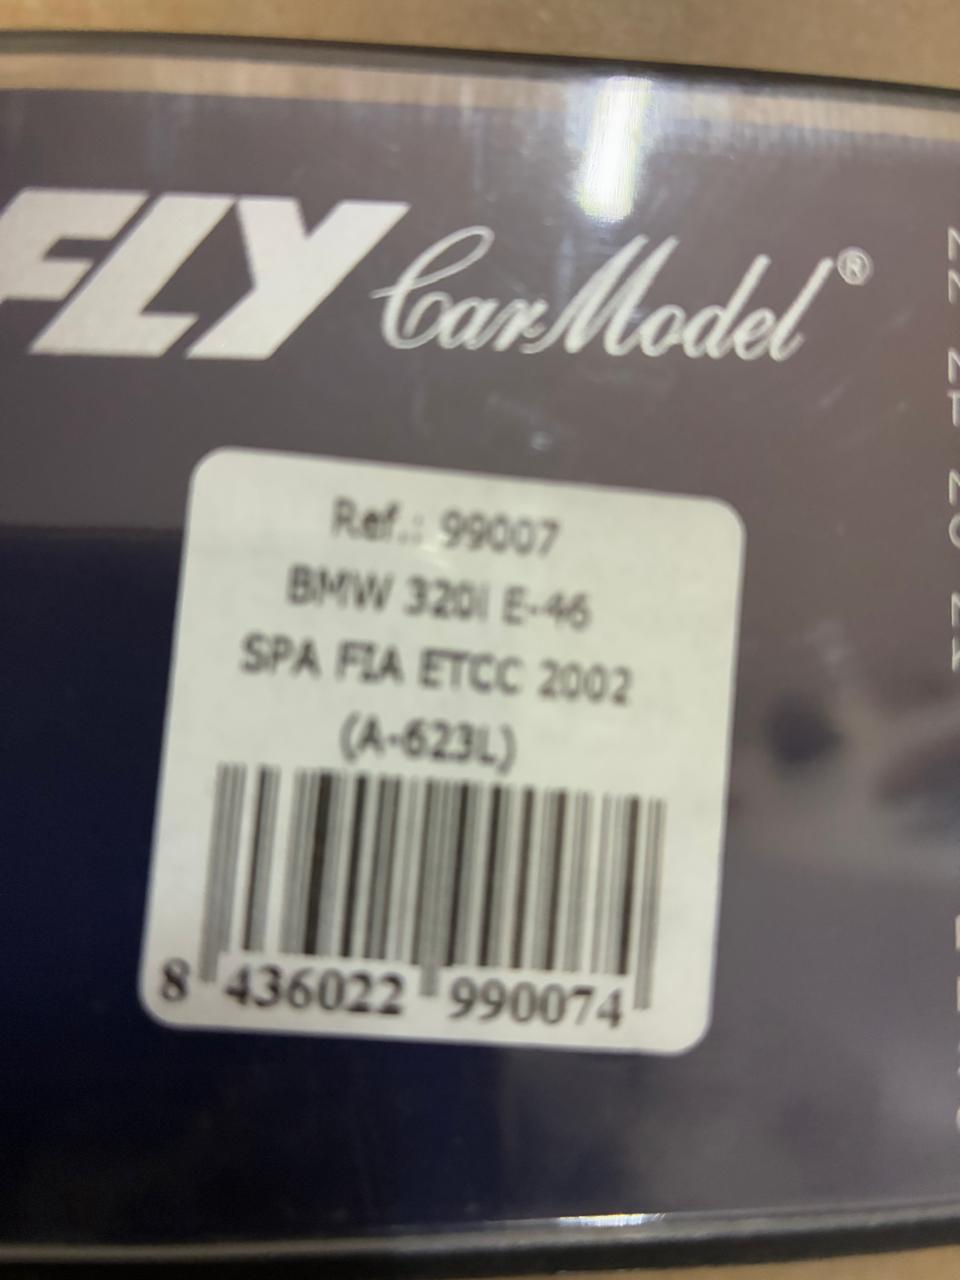 FLY CarModel®
Ref.: 99007
BMW 320i E-46
SPA FIA ETCC 2002
(A-623L)
8 436022 990074